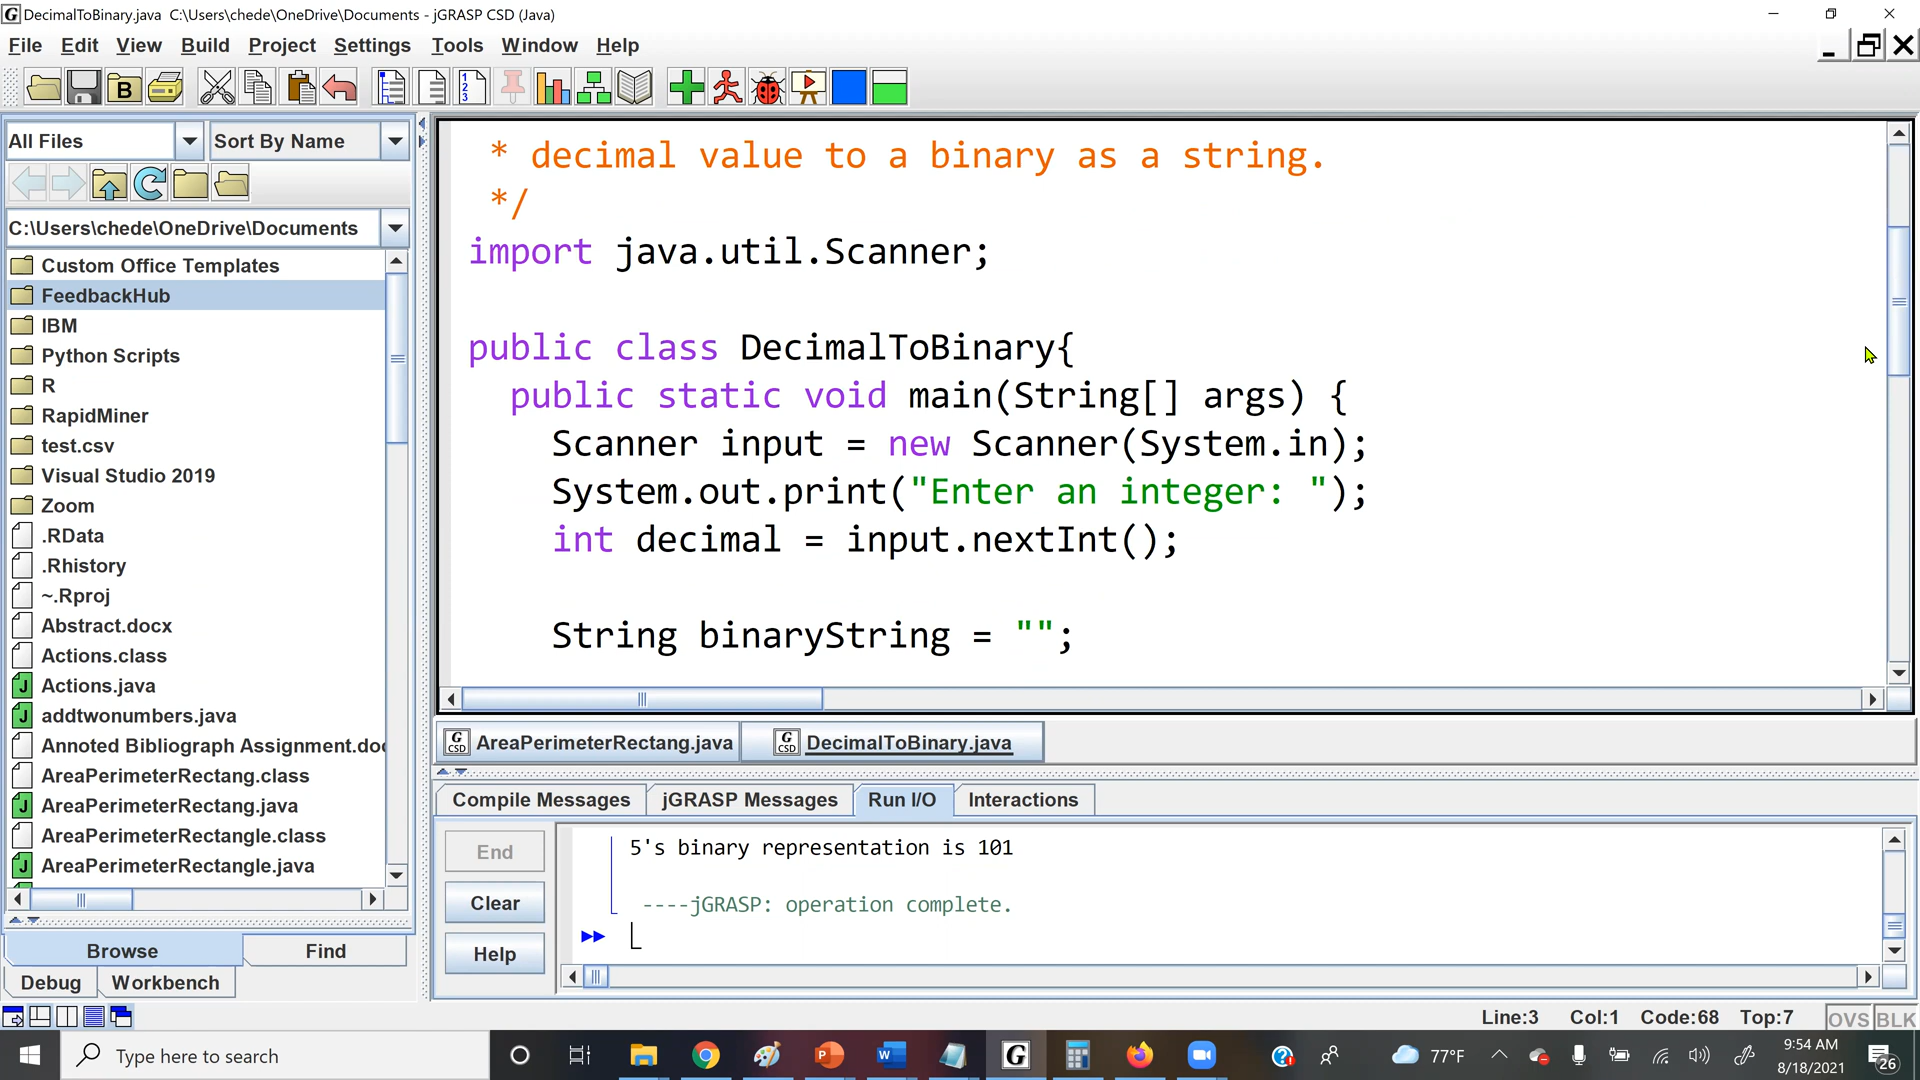 DecimalToBinary.java C:\Users\chede\OneDrive\Documents - jGRASP CSD (Java)
File Edit View Build Project Settings Tools Window Help
All Files Sort By Name
C:\Users\chede\OneDrive\Documents
Custom Office Templates
FeedbackHub
IBM
Python Scripts
R
RapidMiner
test.csv
Visual Studio 2019
Zoom
.RData
.Rhistory
~.Rproj
Abstract.docx
Actions.class
Actions.java
addtwonumbers.java
Annoted Bibliograph Assignment.do
AreaPerimeterRectang.class
AreaPerimeterRectang.java
AreaPerimeterRectangle.class
AreaPerimeterRectangle.java
Browse Find
Debug Workbench
* decimal value to a binary as a string.
*/
import java.util.Scanner;
public class DecimalToBinary{
public static void main(String[] args) {
Scanner input = new Scanner(System.in);
System.out.print("Enter an integer: ");
int decimal = input.nextInt();
String binaryString = "";
AreaPerimeterRectang.java DecimalToBinary.java
Compile Messages jGRASP Messages Run I/O Interactions
End
Clear
Help
5's binary representation is 101
----jGRASP: operation complete.
Line:3 Col:1 Code:68 Top:7 OVS BLK
Type here to search
77°F
9:54 AM
8/18/2021
26